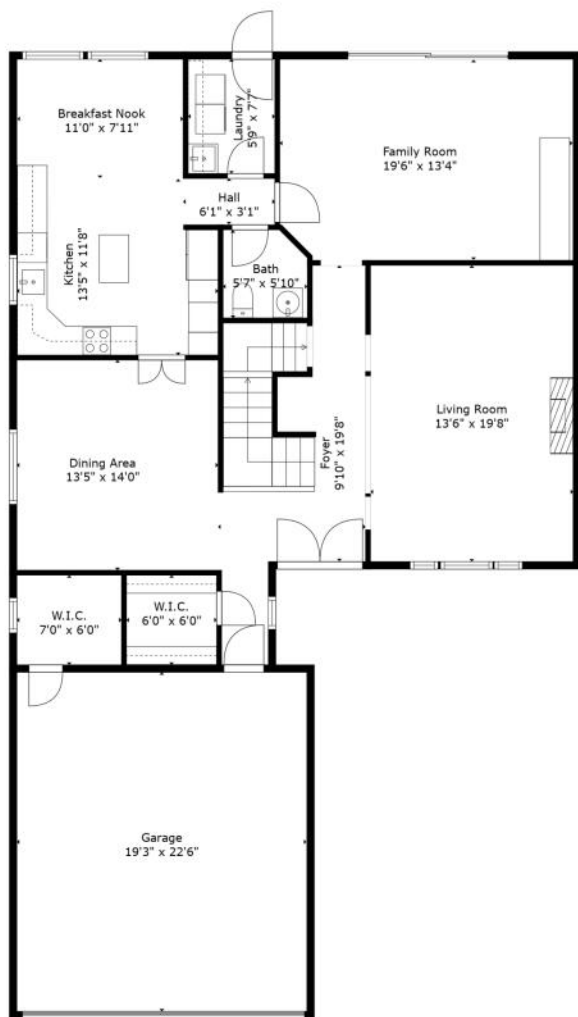 Breakfast Nook
11'0" x 7'11"
Laundry
5'9" x 7'7"
Family Room
19'6" x 13'4"
Hall
6'1" x 3'1"
Kitchen
13'5" x 11'8"
Bath
5'7" x 5'10"
Living Room
13'6" x 19'8"
Foyer
9'10" x 19'8"
Dining Area
13'5" x 14'0"
W.I.C.
7'0" x 6'0"
W.I.C.
6'0" x 6'0"
Garage
19'3" x 22'6"